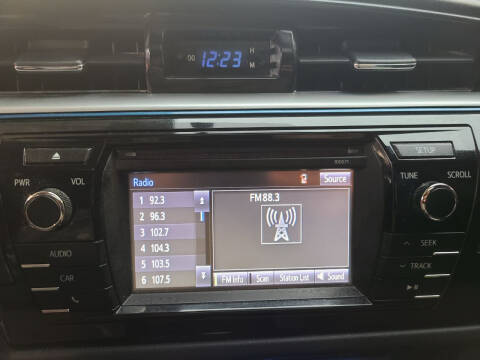 :00 12:23 H
M
SETUP
PWR VOL
TUNE SCROLL
Radio Source
FM 88.3
1 92.3
2 96.3
3 102.7
4 104.3
5 103.5
6 107.5
FM Info Scan Station List Sound
AUDIO
CAR
SEEK
TRACK